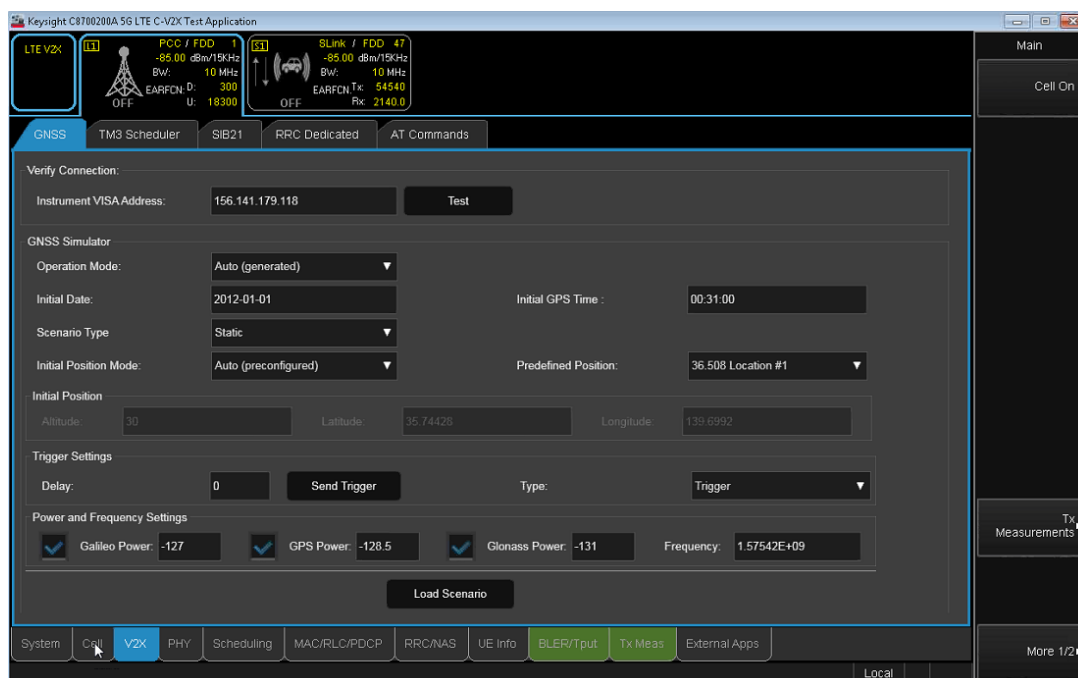 Keysight C8700200A 5G LTE C-V2X Test Application
LTE V2X
L1
PCC / FDD 1
-85.00 dBm/15KHz
BW: 10 MHz
EARFCN: D: 300
U: 18300
OFF
S1
SLink / FDD 47
-85.00 dBm/15KHz
BW: 10 MHz
EARFCN: Tx: 54540
Rx: 2140.0
OFF
Main
Cell On
GNSS TM3 Scheduler SIB21 RRC Dedicated AT Commands
Verify Connection:
Instrument VISA Address: 156.141.179.118 Test
GNSS Simulator
Operation Mode: Auto (generated)
Initial Date: 2012-01-01 Initial GPS Time : 00:31:00
Scenario Type Static
Initial Position Mode: Auto (preconfigured) Predefined Position: 36.508 Location #1
Initial Position
Altitude: 30 Latitude: 35.74428 Longitude: 139.6992
Trigger Settings
Delay: 0 Send Trigger Type: Trigger
Power and Frequency Settings
Galileo Power: -127 GPS Power: -128.5 Glonass Power: -131 Frequency: 1.57542E+09
Load Scenario
Tx
Measurements
System Cell V2X PHY Scheduling MAC/RLC/PDCP RRC/NAS UE Info BLER/Tput Tx Meas External Apps
More 1/2
Local